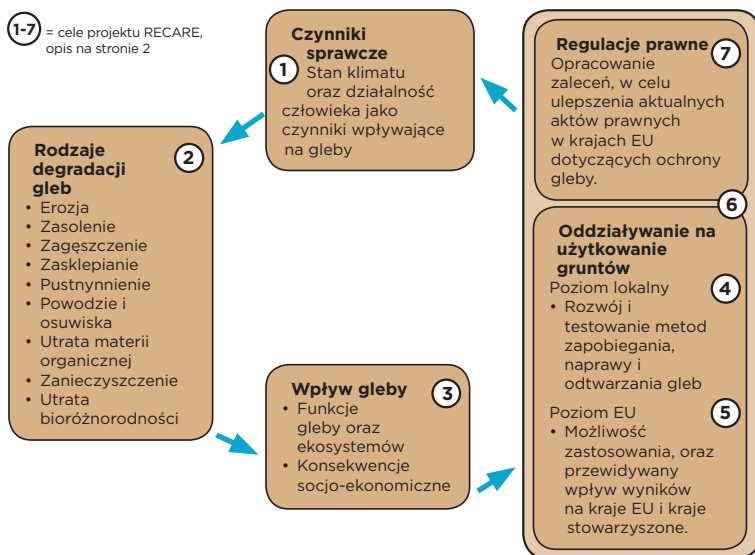 1-7 = cele projektu RECARE,
opis na stronie 2
Czynniki
sprawcze
1 Stan klimatu
oraz działalność
człowieka jako
czynniki wpływające
na gleby
Rodzaje
degradacji
gleb
2
• Erozja
• Zasolenie
• Zagęszczenie
• Zasklepianie
• Pustnynnienie
• Powodzie i
osuwiska
• Utrata materii
organicznej
• Zanieczyszczenie
• Utrata
bioróżnorodności
Wpływ gleby 3
• Funkcje
gleby oraz
ekosystemów
• Konsekwencje
socjo-ekonomiczne
Regulacje prawne 7
Opracowanie
zaleceń, w celu
ulepszenia aktualnych
aktów prawnych
w krajach EU
dotyczących ochrony
gleby.
6
Oddziaływanie na
użytkowanie
gruntów
Poziom lokalny 4
• Rozwój i
testowanie metod
zapobiegania,
naprawy i
odtwarzania gleb
Poziom EU 5
• Możliwość
zastosowania, oraz
przewidywany
wpływ wyników
na kraje EU i kraje
stowarzyszone.